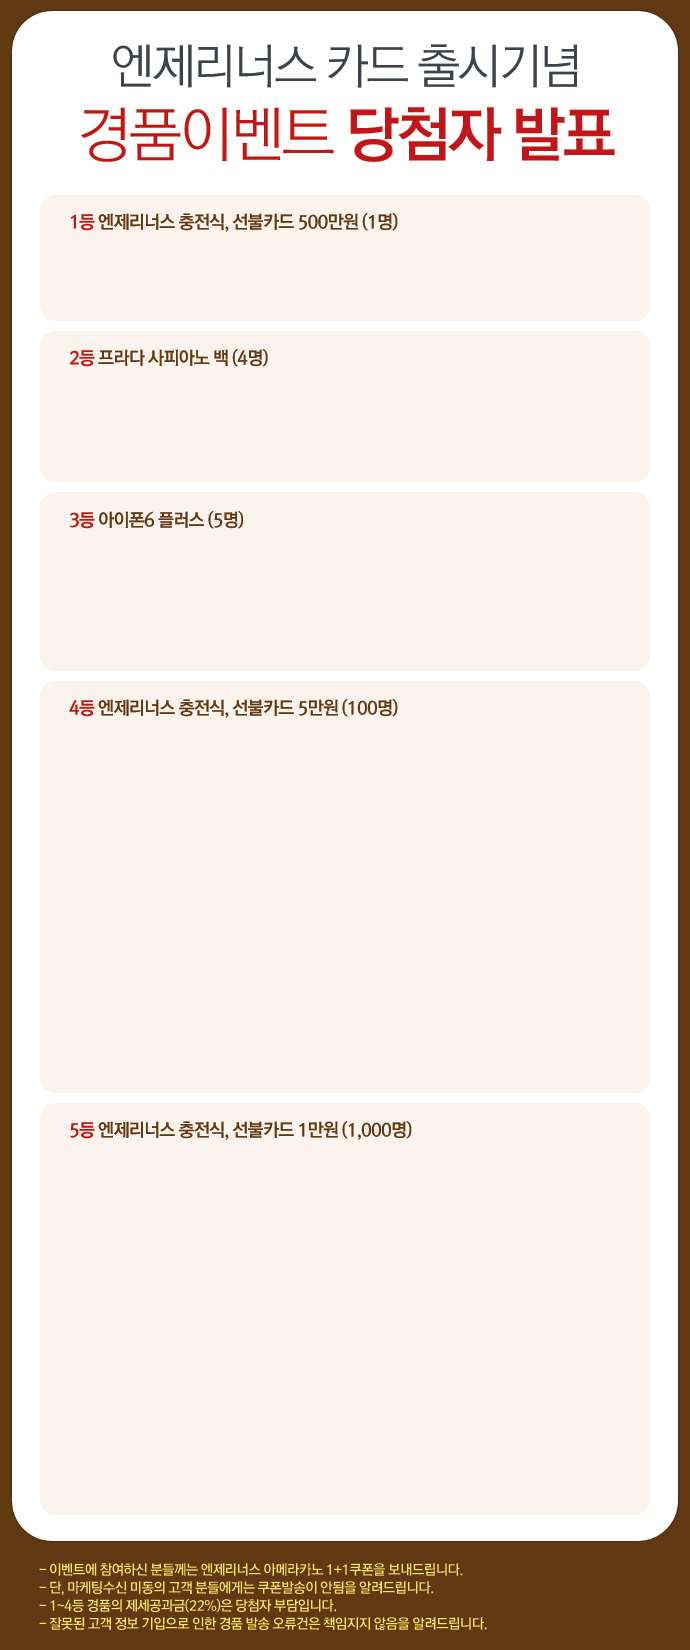 엔제리너스 카드 출시기념
경품이벤트 당첨자 발표
1등 엔제리너스 충전식, 선불카드 500만원 (1명)
2등 프라다 사피아노 백 (4명)
3등 아이폰6 플러스 (5명)
4등 엔제리너스 충전식, 선불카드 5만원 (100명)
5등 엔제리너스 충전식, 선불카드 1만원 (1,000명)
- 이벤트에 참여하신 분들께는 엔제리너스 아메라카노 1+1쿠폰을 보내드립니다.
- 단, 마케팅수신 미동의 고객 분들에게는 쿠폰발송이 안됨을 알려드립니다.
- 1~4등 경품의 제세공과금(22%)은 당첨자 부담입니다.
- 잘못된 고객 정보 기입으로 인한 경품 발송 오류건은 책임지지 않음을 알려드립니다.